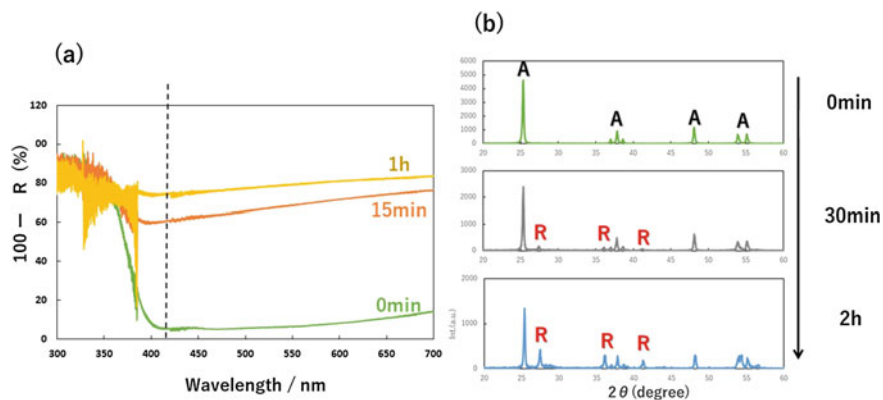 (a)
100 − R (%)
120
00
80
60
40
20
0
300 350 400 450 500 550 600 650 700
Wavelength / nm
1h
15min
0min
(b)
6000
5000
4000
3000
2000
1000
0
A A A A
20 25 30 35 40 45 50 55 60
0min
3000
2000
1000
0
R R R
20 25 30 35 40 45 50 55 60
30min
Int.(a.u.)
2000
1000
0
R R R
20 25 30 35 40 45 50 55 60
2θ (degree)
2h